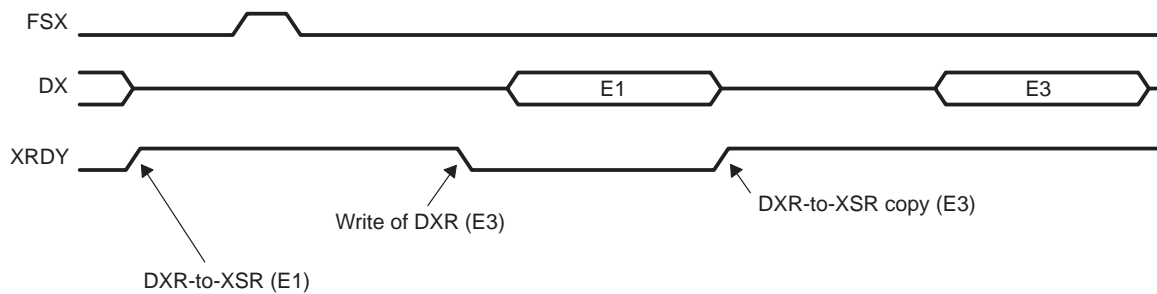 FSX
DX
E1
E3
XRDY
Write of DXR (E3)
DXR-to-XSR copy (E3)
DXR-to-XSR (E1)